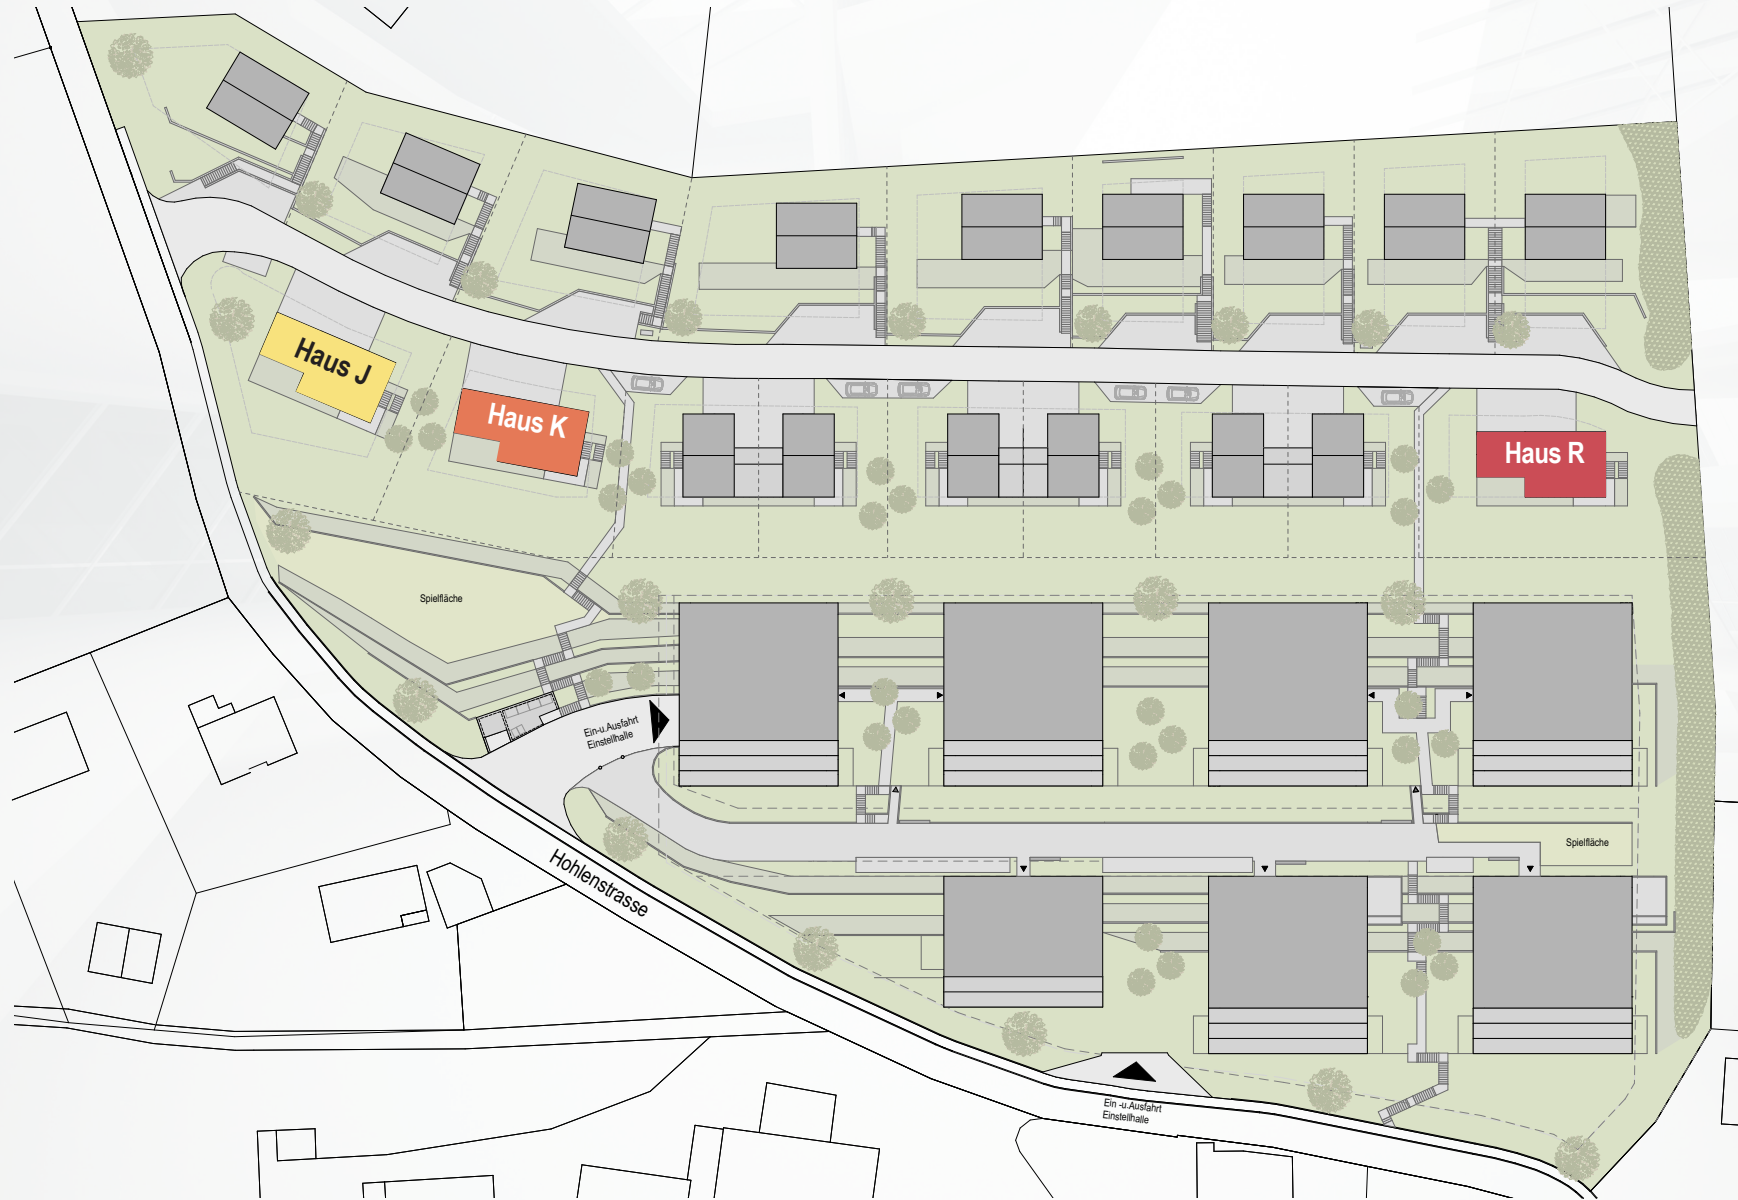 Haus J
Haus K
Haus R
Spielfläche
Ein-u.Ausfahrt
Einstellhalle
Spielfläche
Hohlenstrasse
Ein -u.Ausfahrt
Einstellhalle